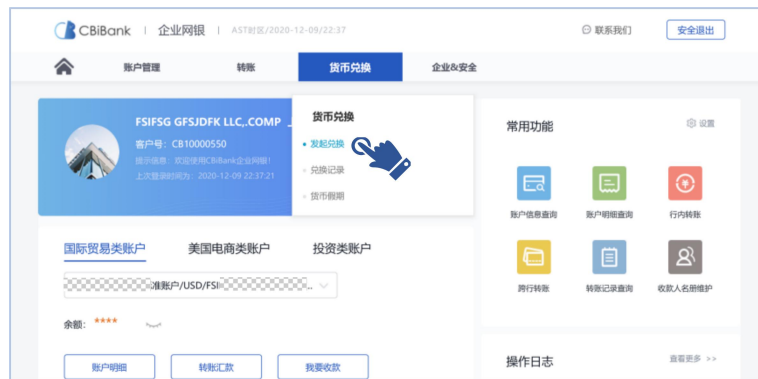 CBiBank | 企业网银 | AST时区/2020-12-09/22:37 联系我们 安全退出
账户管理 转账 货币兑换 企业&安全
FSIFSG GFSJDFK LLC,.COMP
客户号: CB10000550
提示信息: 欢迎使用CBiBank企业网银!
上次登录时间为: 2020-12-09 22:37:21
货币兑换
发起兑换
兑换记录
货币假期
常用功能 设置
账户信息查询 账户明细查询 行内转账
跨行转账 转账记录查询 收款人名册维护
国际贸易类账户 美国电商类账户 投资类账户
准账户/USD/FSI ..
余额: ****
账户明细 转账汇款 我要收款
操作日志 查看更多 >>